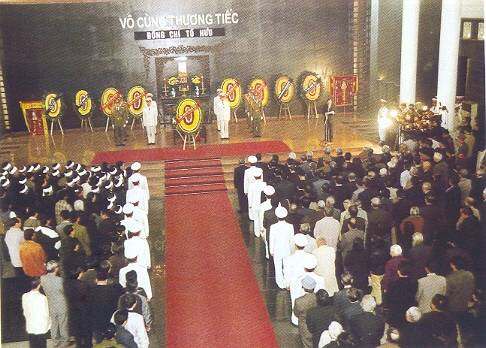 VÔ CÙNG THƯƠNG TIẾC
ĐỒNG CHÍ TỐ HỮU